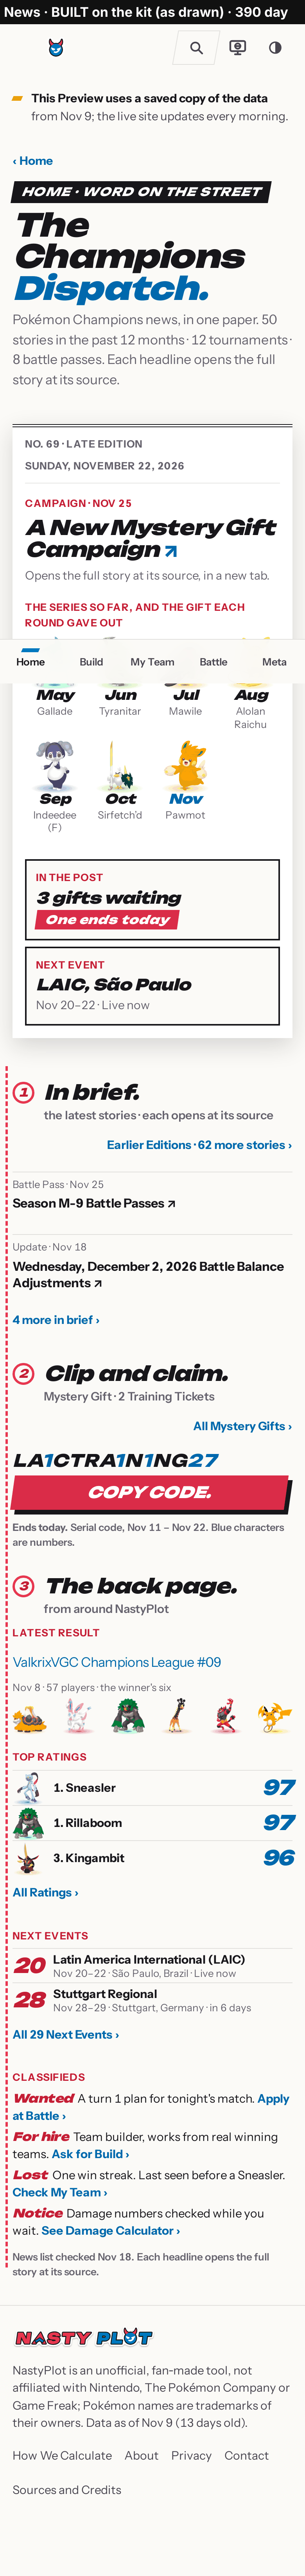 News · BUILT on the kit (as drawn) · 390 day
This Preview uses a saved copy of the data
from Nov 9; the live site updates every morning.
‹ Home
HOME · WORD ON THE STREET
The
Champions
Dispatch.
Pokémon Champions news, in one paper. 50
stories in the past 12 months · 12 tournaments ·
8 battle passes. Each headline opens the full
story at its source.
NO. 69 · LATE EDITION
SUNDAY, NOVEMBER 22, 2026
CAMPAIGN · NOV 25
A New Mystery Gift
Campaign ↗
Opens the full story at its source, in a new tab.
THE SERIES SO FAR, AND THE GIFT EACH
ROUND GAVE OUT
Home Build My Team Battle Meta
May Jun Jul Aug
Gallade Tyranitar Mawile Alolan
Raichu
Sep Oct Nov
Indeedee Sirfetch'd Pawmot
(F)
IN THE POST
3 gifts waiting
One ends today
NEXT EVENT
LAIC, São Paulo
Nov 20–22 · Live now
1 In brief.
the latest stories · each opens at its source
Earlier Editions · 62 more stories ›
Battle Pass · Nov 25
Season M-9 Battle Passes ↗
Update · Nov 18
Wednesday, December 2, 2026 Battle Balance
Adjustments ↗
4 more in brief ›
2 Clip and claim.
Mystery Gift · 2 Training Tickets
All Mystery Gifts ›
LA1CTRA1N1NG27
COPY CODE.
Ends today. Serial code, Nov 11 – Nov 22. Blue characters
are numbers.
3 The back page.
from around NastyPlot
LATEST RESULT
ValkrixVGC Champions League #09
Nov 8 · 57 players · the winner's six
TOP RATINGS
1. Sneasler 97
1. Rillaboom 97
3. Kingambit 96
All Ratings ›
NEXT EVENTS
20 Latin America International (LAIC)
Nov 20–22 · São Paulo, Brazil · Live now
28 Stuttgart Regional
Nov 28–29 · Stuttgart, Germany · in 6 days
All 29 Next Events ›
CLASSIFIEDS
Wanted A turn 1 plan for tonight's match. Apply
at Battle ›
For hire Team builder, works from real winning
teams. Ask for Build ›
Lost One win streak. Last seen before a Sneasler.
Check My Team ›
Notice Damage numbers checked while you
wait. See Damage Calculator ›
News list checked Nov 18. Each headline opens the full
story at its source.
NASTY PLOT
NastyPlot is an unofficial, fan-made tool, not
affiliated with Nintendo, The Pokémon Company or
Game Freak; Pokémon names are trademarks of
their owners. Data as of Nov 9 (13 days old).
How We Calculate About Privacy Contact
Sources and Credits